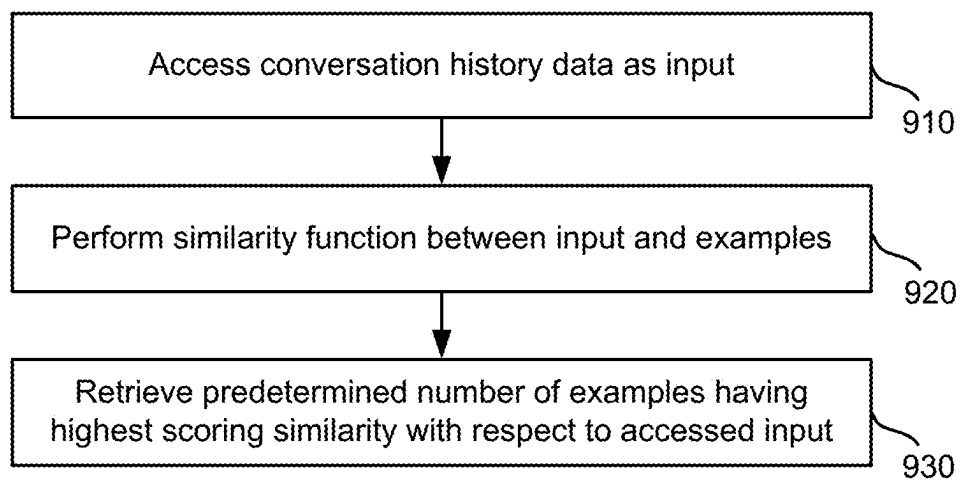 Access conversation history data as input
910
Perform similarity function between input and examples
920
Retrieve predetermined number of examples having
highest scoring similarity with respect to accessed input
930